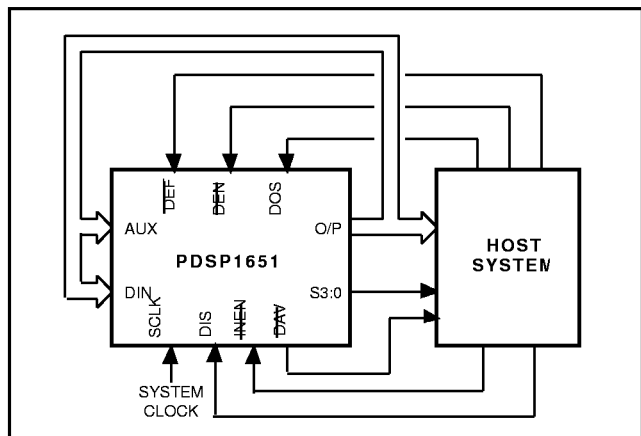 DEF
DEN
DOS
AUX
O/P
PDSP1651
HOST
SYSTEM
DIN
S3:0
SCLK
DIS
INEN
DAV
SYSTEM
CLOCK